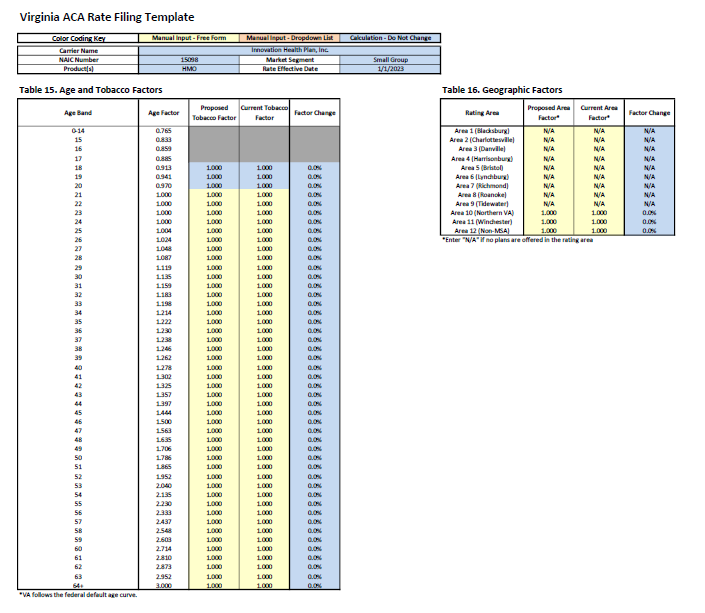 Virginia ACA Rate Filing Template
Color Coding Key Manual Input - Free Form Manual Input - Dropdown List Calculation - Do Not Change
Carrier Name Innovation Health Plan, Inc.
NAIC Number 15098 Market Segment Small Group
Product(s) HMO Rate Effective Date 1/1/2023
Table 15. Age and Tobacco Factors
Age Band Age Factor Proposed Tobacco Factor Current Tobacco Factor Factor Change
0-14 0.765
15 0.833
16 0.859
17 0.885
18 0.913 1.000 1.000 0.0%
19 0.941 1.000 1.000 0.0%
20 0.970 1.000 1.000 0.0%
21 1.000 1.000 1.000 0.0%
22 1.000 1.000 1.000 0.0%
23 1.000 1.000 1.000 0.0%
24 1.000 1.000 1.000 0.0%
25 1.004 1.000 1.000 0.0%
26 1.024 1.000 1.000 0.0%
27 1.048 1.000 1.000 0.0%
28 1.087 1.000 1.000 0.0%
29 1.119 1.000 1.000 0.0%
30 1.135 1.000 1.000 0.0%
31 1.159 1.000 1.000 0.0%
32 1.183 1.000 1.000 0.0%
33 1.198 1.000 1.000 0.0%
34 1.214 1.000 1.000 0.0%
35 1.222 1.000 1.000 0.0%
36 1.230 1.000 1.000 0.0%
37 1.238 1.000 1.000 0.0%
38 1.246 1.000 1.000 0.0%
39 1.262 1.000 1.000 0.0%
40 1.278 1.000 1.000 0.0%
41 1.302 1.000 1.000 0.0%
42 1.325 1.000 1.000 0.0%
43 1.357 1.000 1.000 0.0%
44 1.397 1.000 1.000 0.0%
45 1.444 1.000 1.000 0.0%
46 1.500 1.000 1.000 0.0%
47 1.563 1.000 1.000 0.0%
48 1.635 1.000 1.000 0.0%
49 1.706 1.000 1.000 0.0%
50 1.786 1.000 1.000 0.0%
51 1.865 1.000 1.000 0.0%
52 1.952 1.000 1.000 0.0%
53 2.040 1.000 1.000 0.0%
54 2.135 1.000 1.000 0.0%
55 2.230 1.000 1.000 0.0%
56 2.333 1.000 1.000 0.0%
57 2.437 1.000 1.000 0.0%
58 2.548 1.000 1.000 0.0%
59 2.603 1.000 1.000 0.0%
60 2.714 1.000 1.000 0.0%
61 2.810 1.000 1.000 0.0%
62 2.873 1.000 1.000 0.0%
63 2.952 1.000 1.000 0.0%
64+ 3.000 1.000 1.000 0.0%
*VA follows the federal default age curve.
Table 16. Geographic Factors
Rating Area Proposed Area Factor* Current Area Factor* Factor Change
Area 1 (Blacksburg) N/A N/A N/A
Area 2 (Charlottesville) N/A N/A N/A
Area 3 (Danville) N/A N/A N/A
Area 4 (Harrisonburg) N/A N/A N/A
Area 5 (Bristol) N/A N/A N/A
Area 6 (Lynchburg) N/A N/A N/A
Area 7 (Richmond) N/A N/A N/A
Area 8 (Roanoke) N/A N/A N/A
Area 9 (Tidewater) N/A N/A N/A
Area 10 (Northern VA) 1.000 1.000 0.0%
Area 11 (Winchester) 1.000 1.000 0.0%
Area 12 (Non-MSA) 1.000 1.000 0.0%
*Enter "N/A" if no plans are offered in the rating area